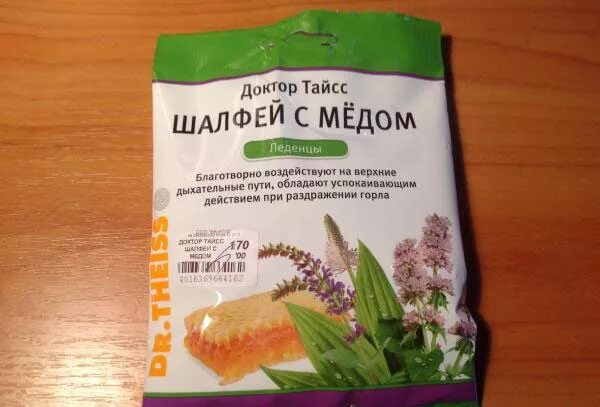 Доктор Тайсс
ШАЛФЕЙ С МЁДОМ
Леденцы
Благотворно воздействуют на верхние
дыхательные пути, обладают успокаивающим
действием при раздражении горла
DR.THEISS
ДОКТОР ТАЙСС
ШАЛФЕЙ С
МЕДОМ
170
00
4016369664162